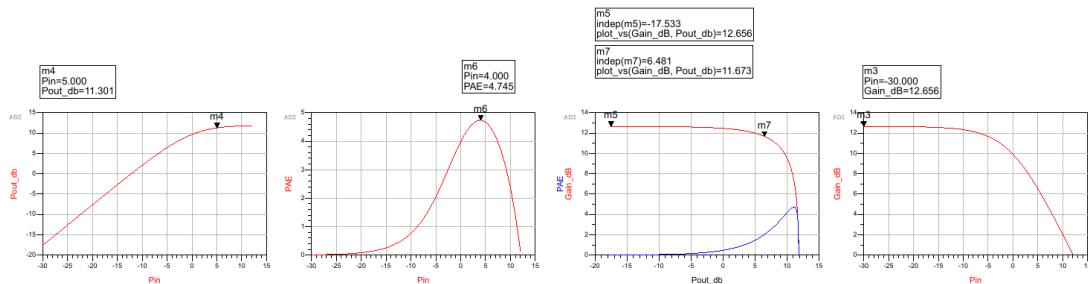 m4
Pin=5.000
Pout_db=11.301
ADS
m4
15
10
5
0
-5
-10
-15
-20
-30
-25
-20
-15
-10
-5
0
5
10
15
Pout_db
Pin
m6
Pin=4.000
PAE=4.745
ADS
m6
5
4
3
2
1
0
-30
-25
-20
-15
-10
-5
0
5
10
15
PAE
Pin
m5
indep(m5)=-17.533
plot_vs(Gain_dB, Pout_db)=12.656
m7
indep(m7)=6.481
plot_vs(Gain_dB, Pout_db)=11.673
ADS
m5
m7
14
12
10
8
6
4
2
0
-20
-15
-10
-5
0
5
10
15
PAE
Gain_dB
Pout_db
m3
Pin=-30.000
Gain_dB=12.656
ADS
m3
14
12
10
8
6
4
2
0
-30
-25
-20
-15
-10
-5
0
5
10
15
Gain_dB
Pin